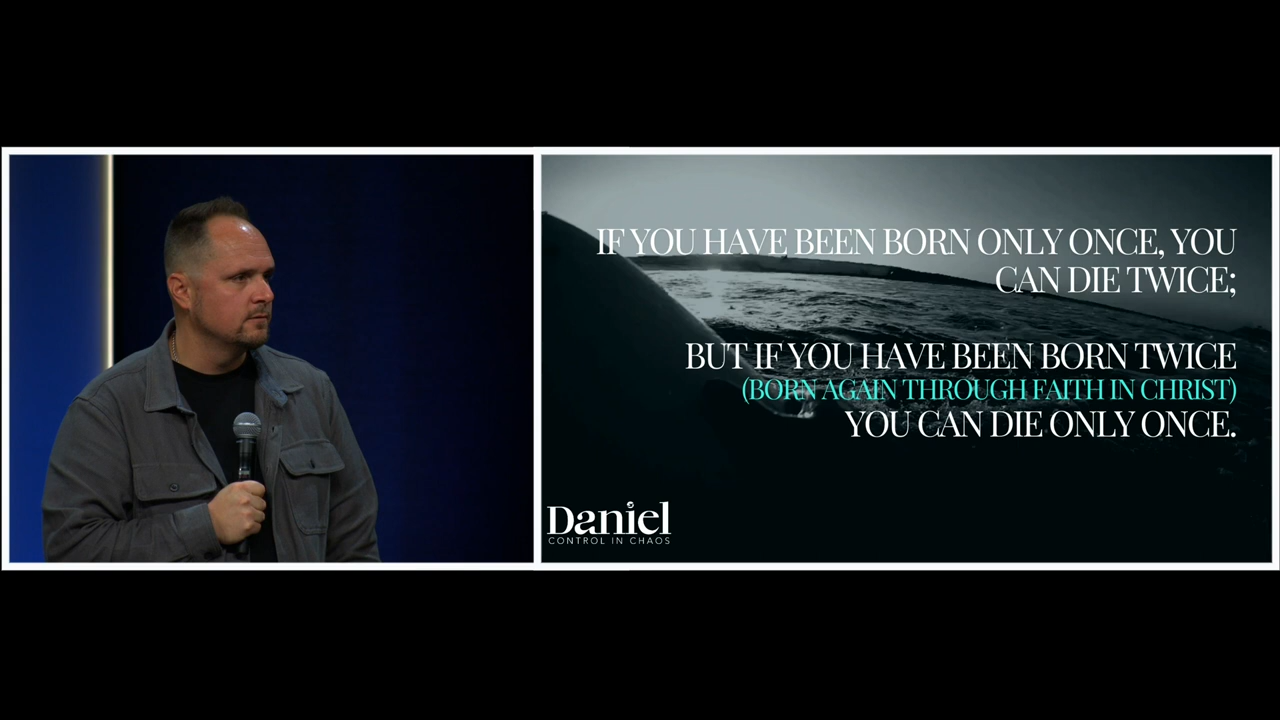 IF YOU HAVE BEEN BORN ONLY ONCE, YOU
CAN DIE TWICE;
BUT IF YOU HAVE BEEN BORN TWICE
(BORN AGAIN THROUGH FAITH IN CHRIST)
YOU CAN DIE ONLY ONCE.
Daniel
CONTROL IN CHAOS